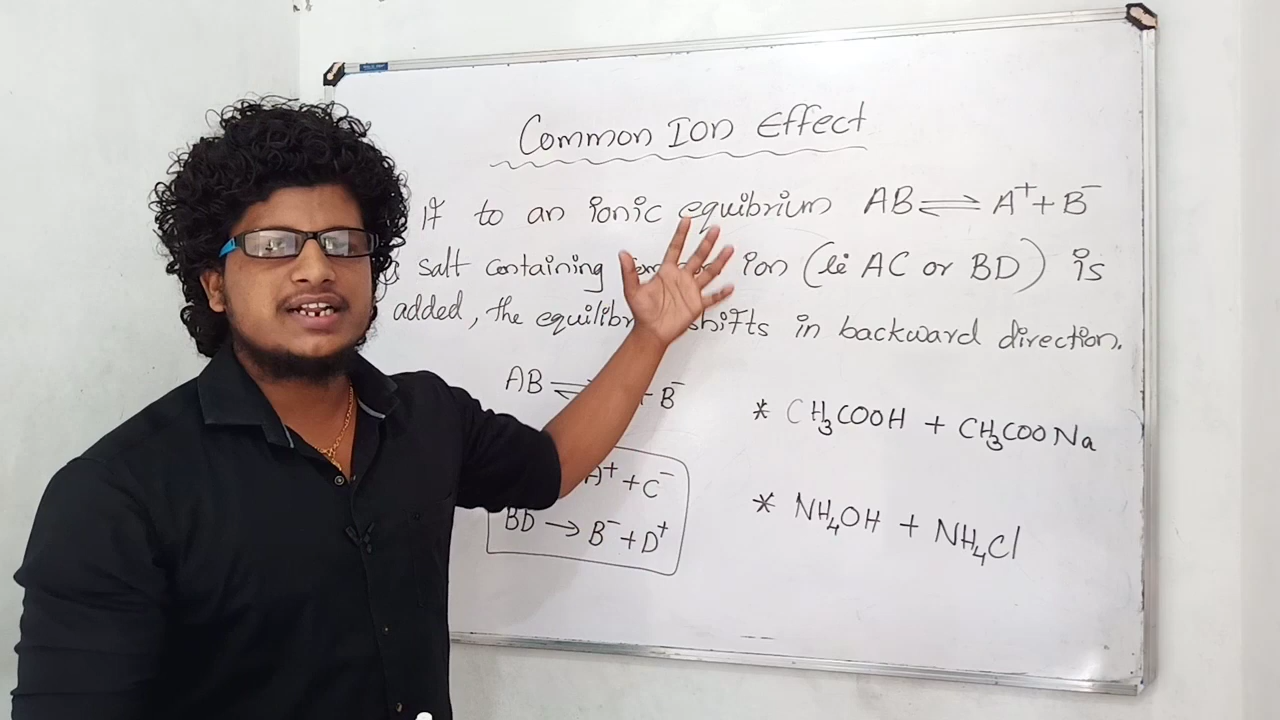 Common Ion Effect
If to an ionic equibrium AB ⇌ A⁺ + B⁻
salt containing ion (ie AC or BD) is
added, the shifts in backward direction.
AB ⇌ + B⁻
* CH₃COOH + CH₃COONa
A⁺ + C⁻
BD → B⁻ + D⁺
* NH₄OH + NH₄Cl